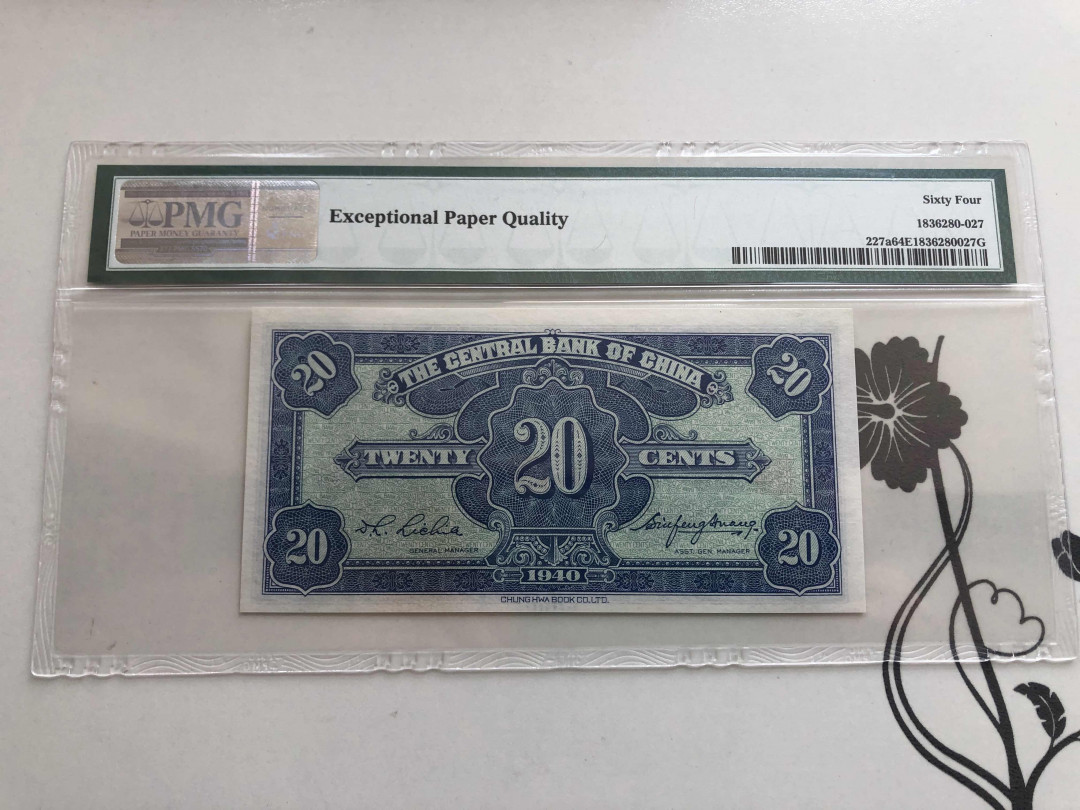 PMG
PAPER MONEY GUARANTY
Exceptional Paper Quality
Sixty Four
1836280-027
227a64E1836280027G
THE CENTRAL BANK OF CHINA
20
20
TWENTY
20
CENTS
GENERAL MANAGER
ASST. GEN. MANAGER
20
20
1940
CHUNG HWA BOOK CO.LTD.